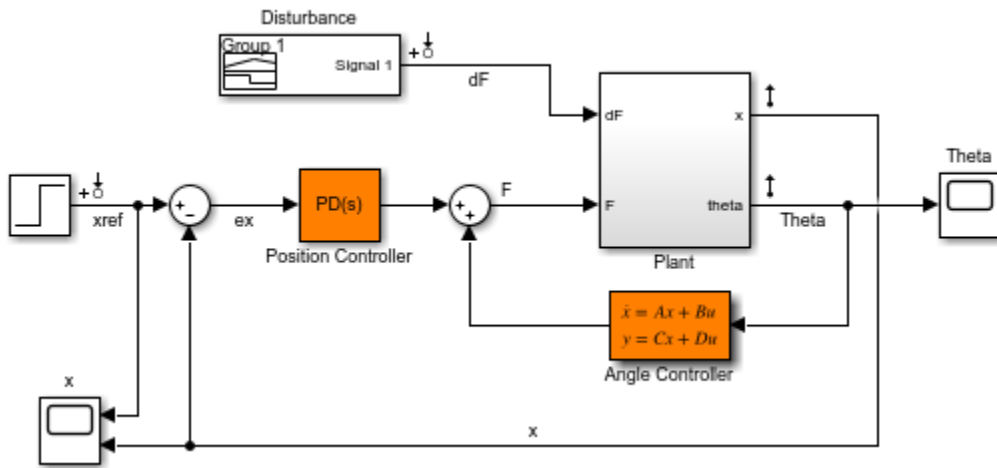 Disturbance
Group 1
Signal 1
+
dF
dF
x
Theta
+
xref
+
−
ex
PD(s)
Position Controller
+
+
F
F
theta
Theta
Plant
ẋ = Ax + Bu
y = Cx + Du
Angle Controller
x
x